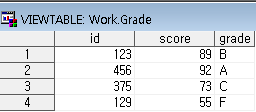 VIEWTABLE: Work.Grade
id score grade
1 123 89 B
2 456 92 A
3 375 73 C
4 129 55 F